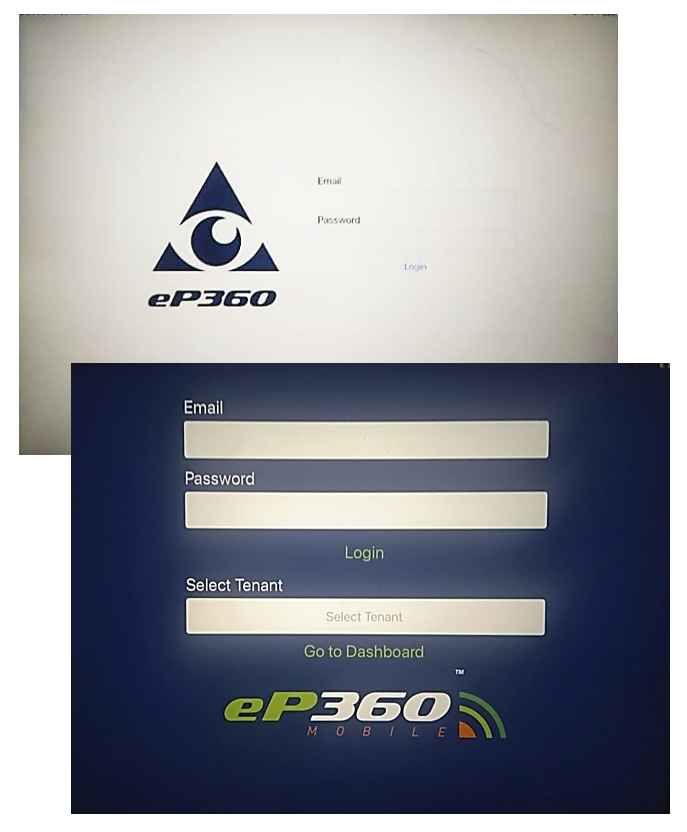 Email
Password
Login
eP360
Email
Password
Login
Select Tenant
Select Tenant
Go to Dashboard
eP360™
MOBILE